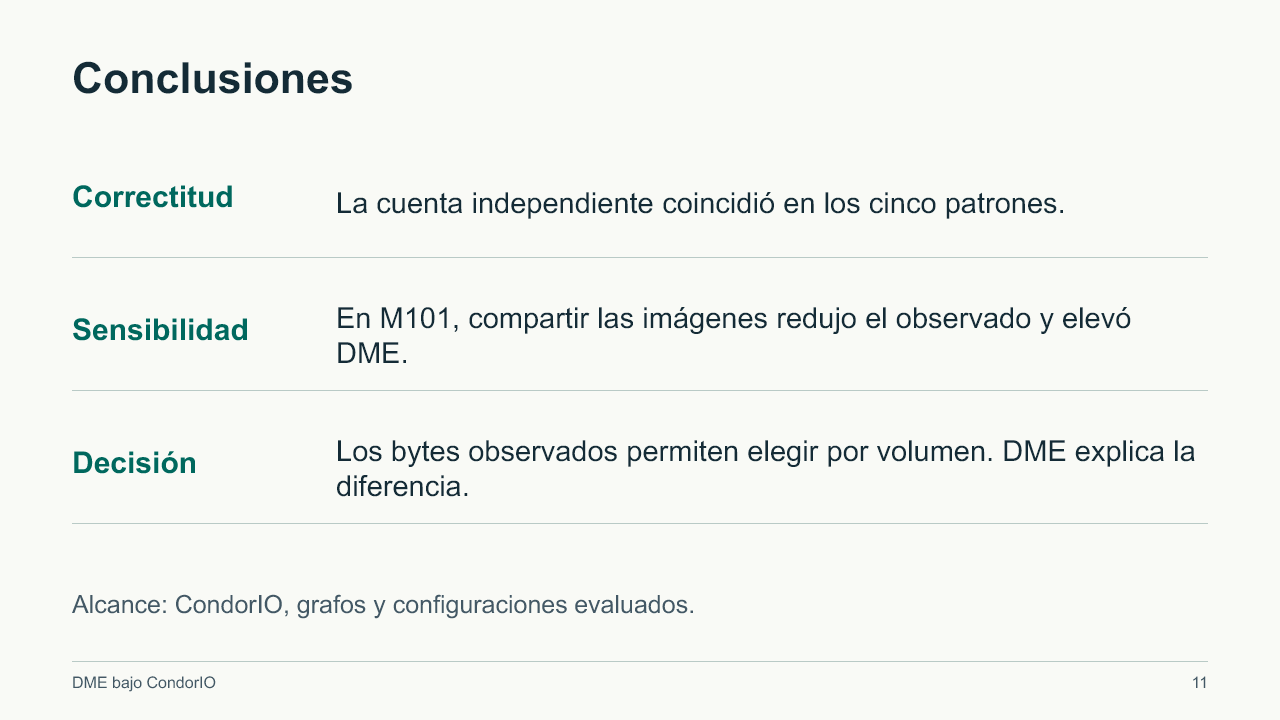 Conclusiones
Correctitud
La cuenta independiente coincidió en los cinco patrones.
Sensibilidad
En M101, compartir las imágenes redujo el observado y elevó
DME.
Decisión
Los bytes observados permiten elegir por volumen. DME explica la
diferencia.
Alcance: CondorIO, grafos y configuraciones evaluados.
DME bajo CondorIO
11